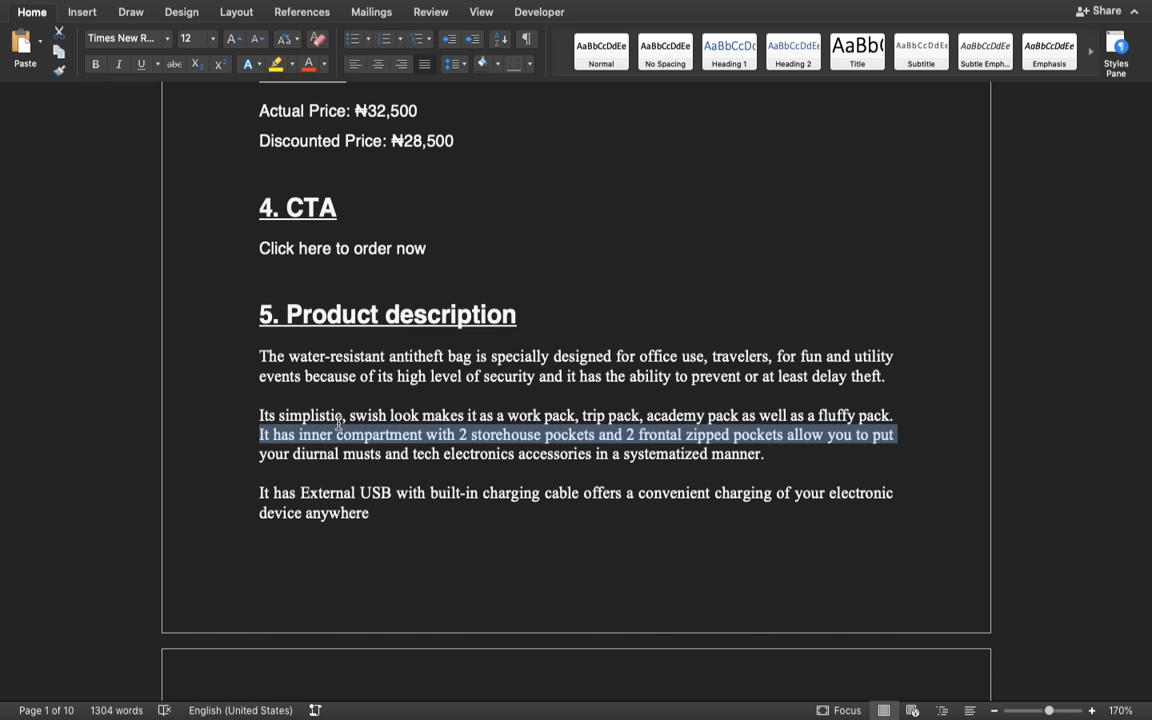 Home Insert Draw Design Layout References Mailings Review View Developer Share
Paste Times New R... 12
abc
AaBbCcDdEe AaBbCcDdEe AaBbCcDc AaBbCcDdEe AaBb( AaBbCcDdEe AaBbCcDdEe AaBbCcDdEe
Normal No Spacing Heading 1 Heading 2 Title Subtitle Subtle Emph... Emphasis Styles Pane
Actual Price: ₦32,500
Discounted Price: ₦28,500
4. CTA
Click here to order now
5. Product description
The water-resistant antitheft bag is specially designed for office use, travelers, for fun and utility
events because of its high level of security and it has the ability to prevent or at least delay theft.
Its simplistic, swish look makes it as a work pack, trip pack, academy pack as well as a fluffy pack.
It has inner compartment with 2 storehouse pockets and 2 frontal zipped pockets allow you to put
your diurnal musts and tech electronics accessories in a systematized manner.
It has External USB with built-in charging cable offers a convenient charging of your electronic
device anywhere
Page 1 of 10 1304 words English (United States) Focus 170%